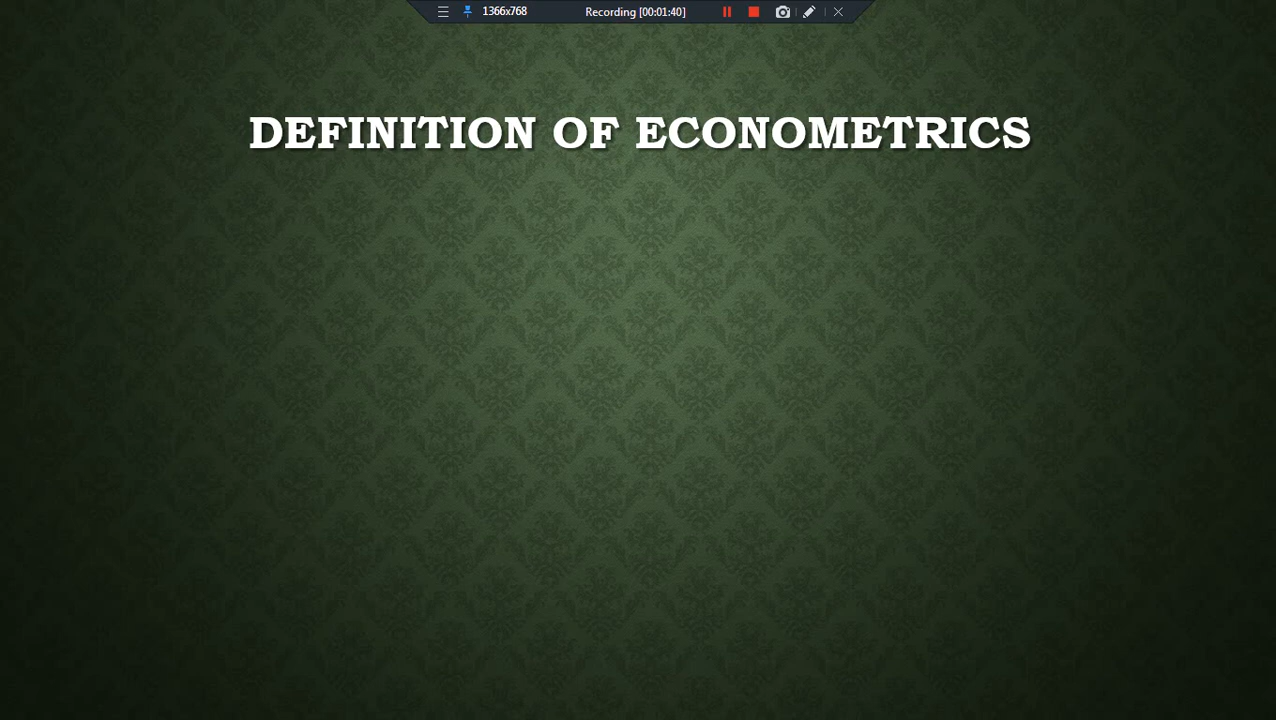 1366x768 Recording [00:01:40]
DEFINITION OF ECONOMETRICS